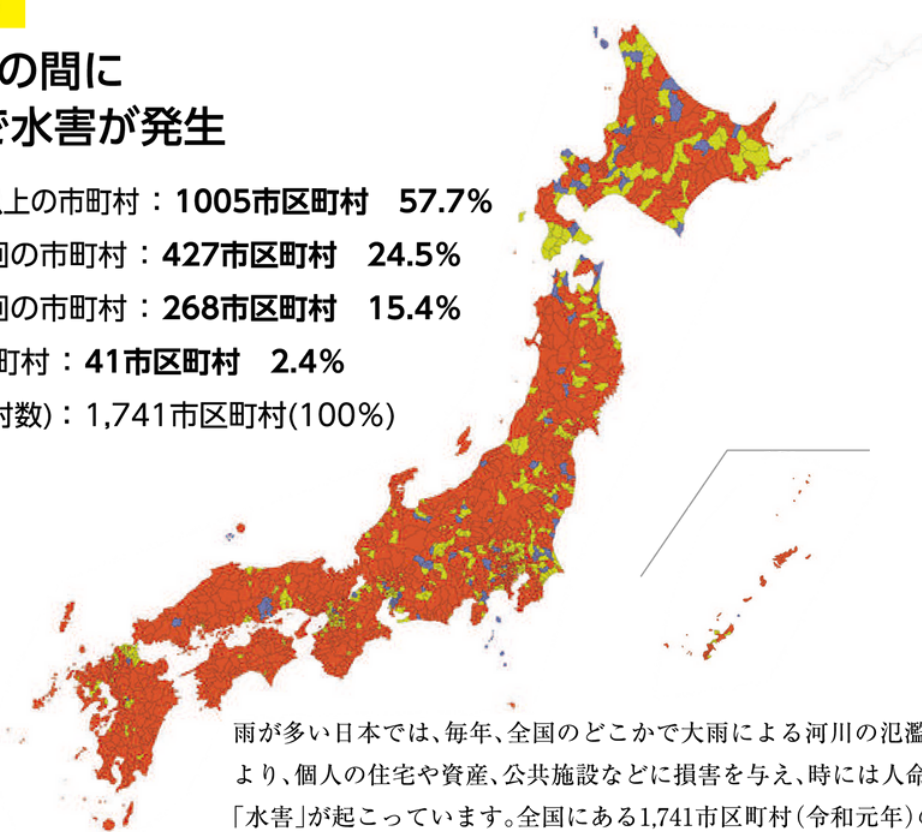 の間に
で水害が発生
以上の市町村：1005市区町村　57.7%
回の市町村：427市区町村　24.5%
回の市町村：268市区町村　15.4%
町村：41市区町村　2.4%
村数)：1,741市区町村(100%)
雨が多い日本では、毎年、全国のどこかで大雨による河川の氾濫
より、個人の住宅や資産、公共施設などに損害を与え、時には人命
「水害」が起こっています。全国にある1,741市区町村(令和元年)